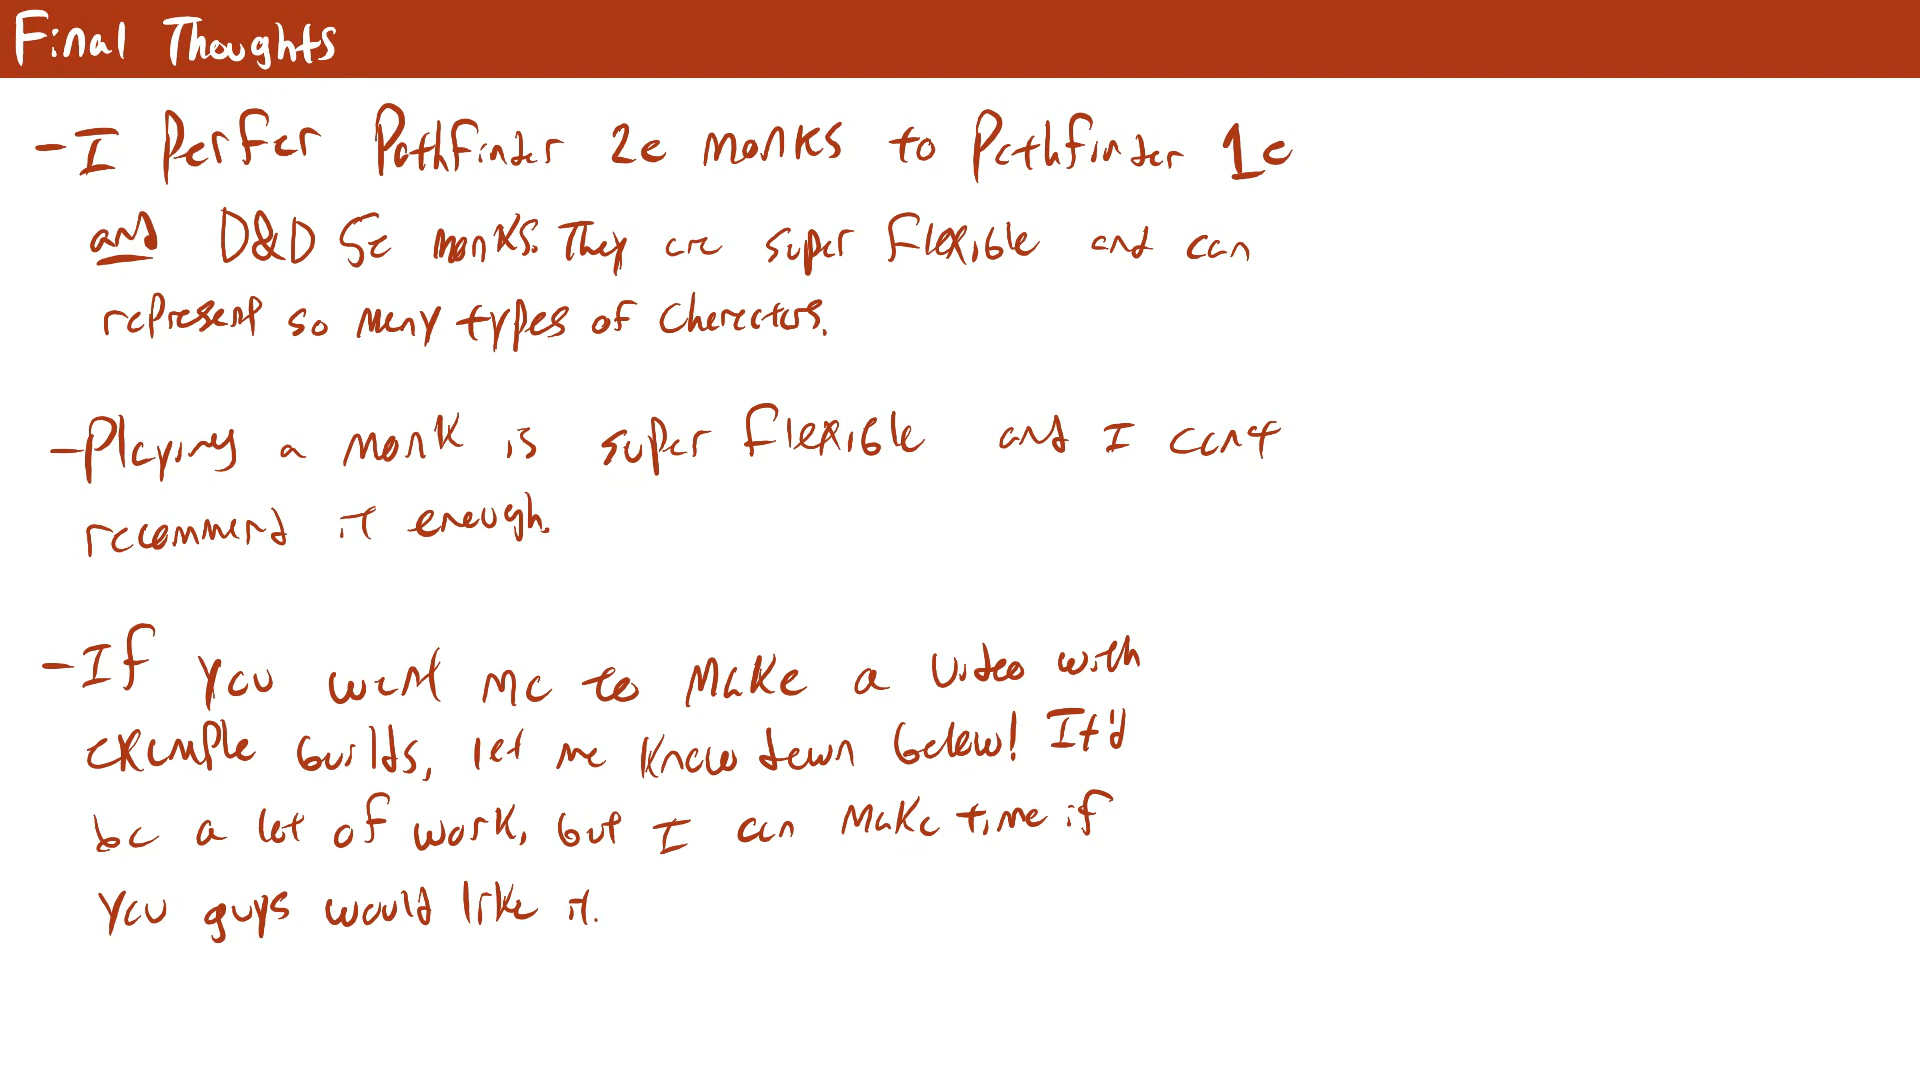 Final Thoughts
- I Perfer Pathfinder 2e monks to Pathfinder 1e
and D&D 5e monks. They are super flexible and can
represent so many types of characters.
- Playing a monk is super flexible and I cant
recommend it enough.
- If you want me to make a video with
example builds, let me know down below! It'd
be a lot of work, but I can make time if
you guys would like it.